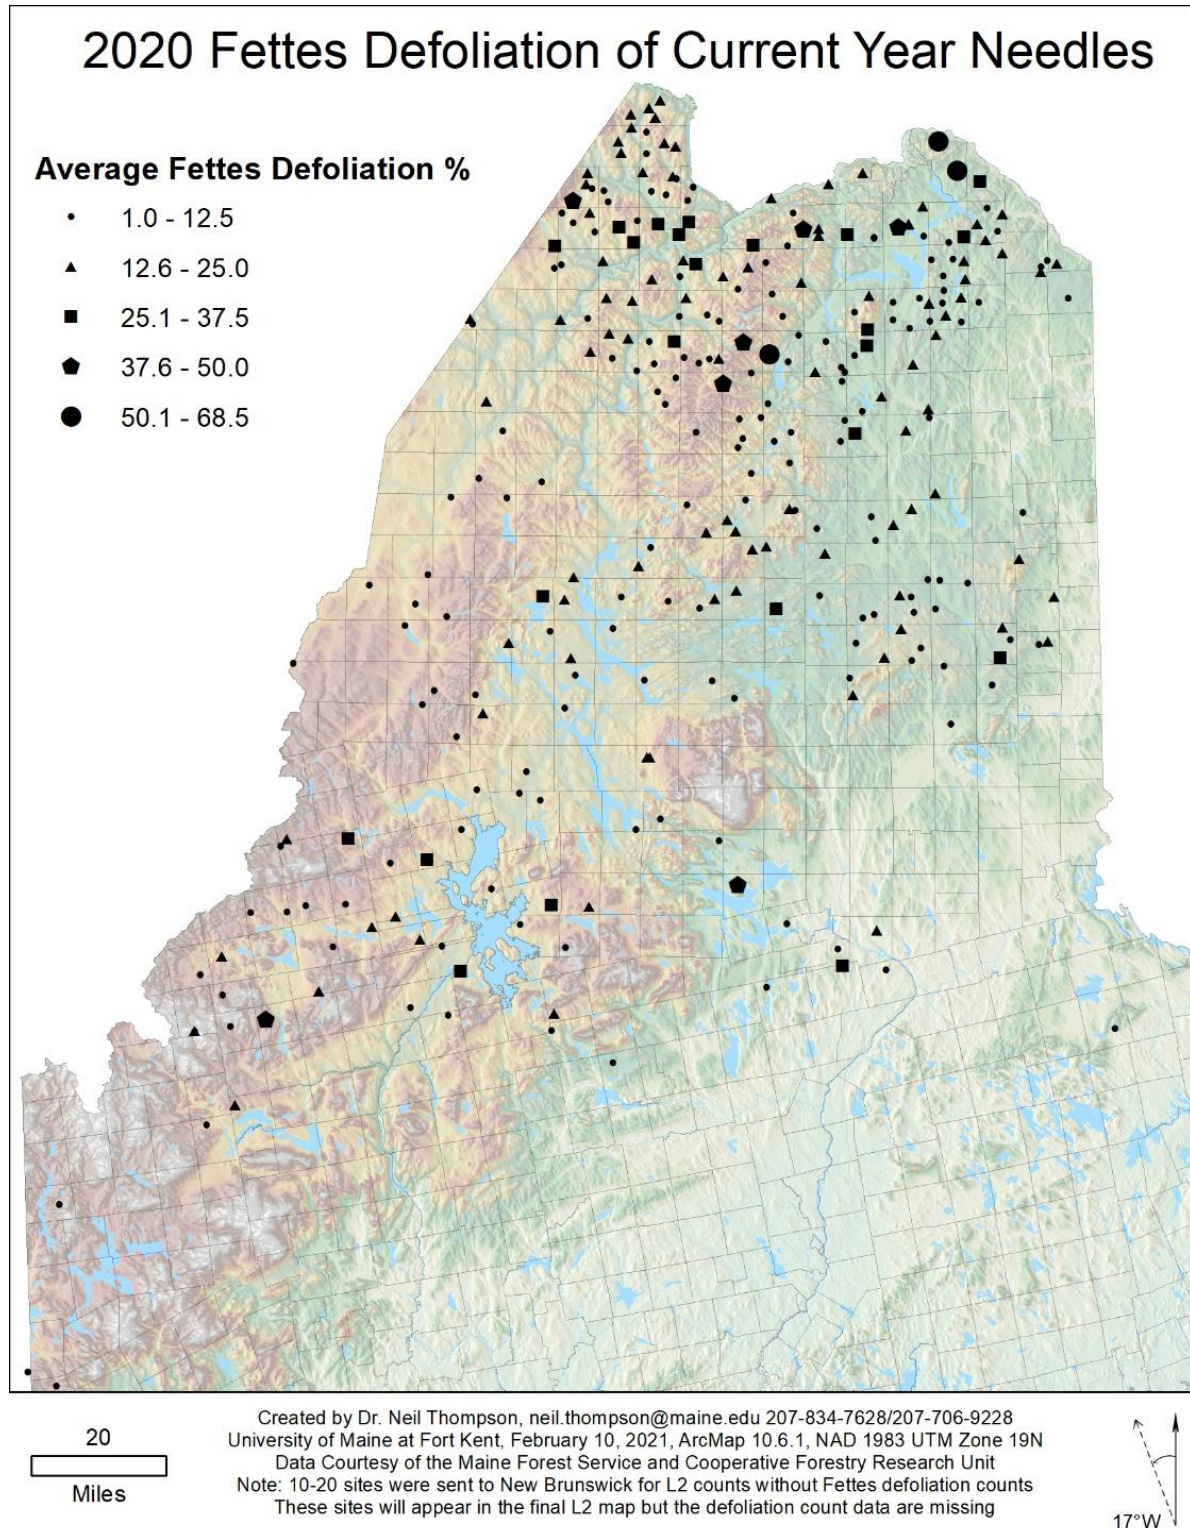 2020 Fettes Defoliation of Current Year Needles
Average Fettes Defoliation %
1.0 - 12.5
12.6 - 25.0
25.1 - 37.5
37.6 - 50.0
50.1 - 68.5
20
Miles
Created by Dr. Neil Thompson, neil.thompson@maine.edu 207-834-7628/207-706-9228
University of Maine at Fort Kent, February 10, 2021, ArcMap 10.6.1, NAD 1983 UTM Zone 19N
Data Courtesy of the Maine Forest Service and Cooperative Forestry Research Unit
Note: 10-20 sites were sent to New Brunswick for L2 counts without Fettes defoliation counts
These sites will appear in the final L2 map but the defoliation count data are missing
17°W